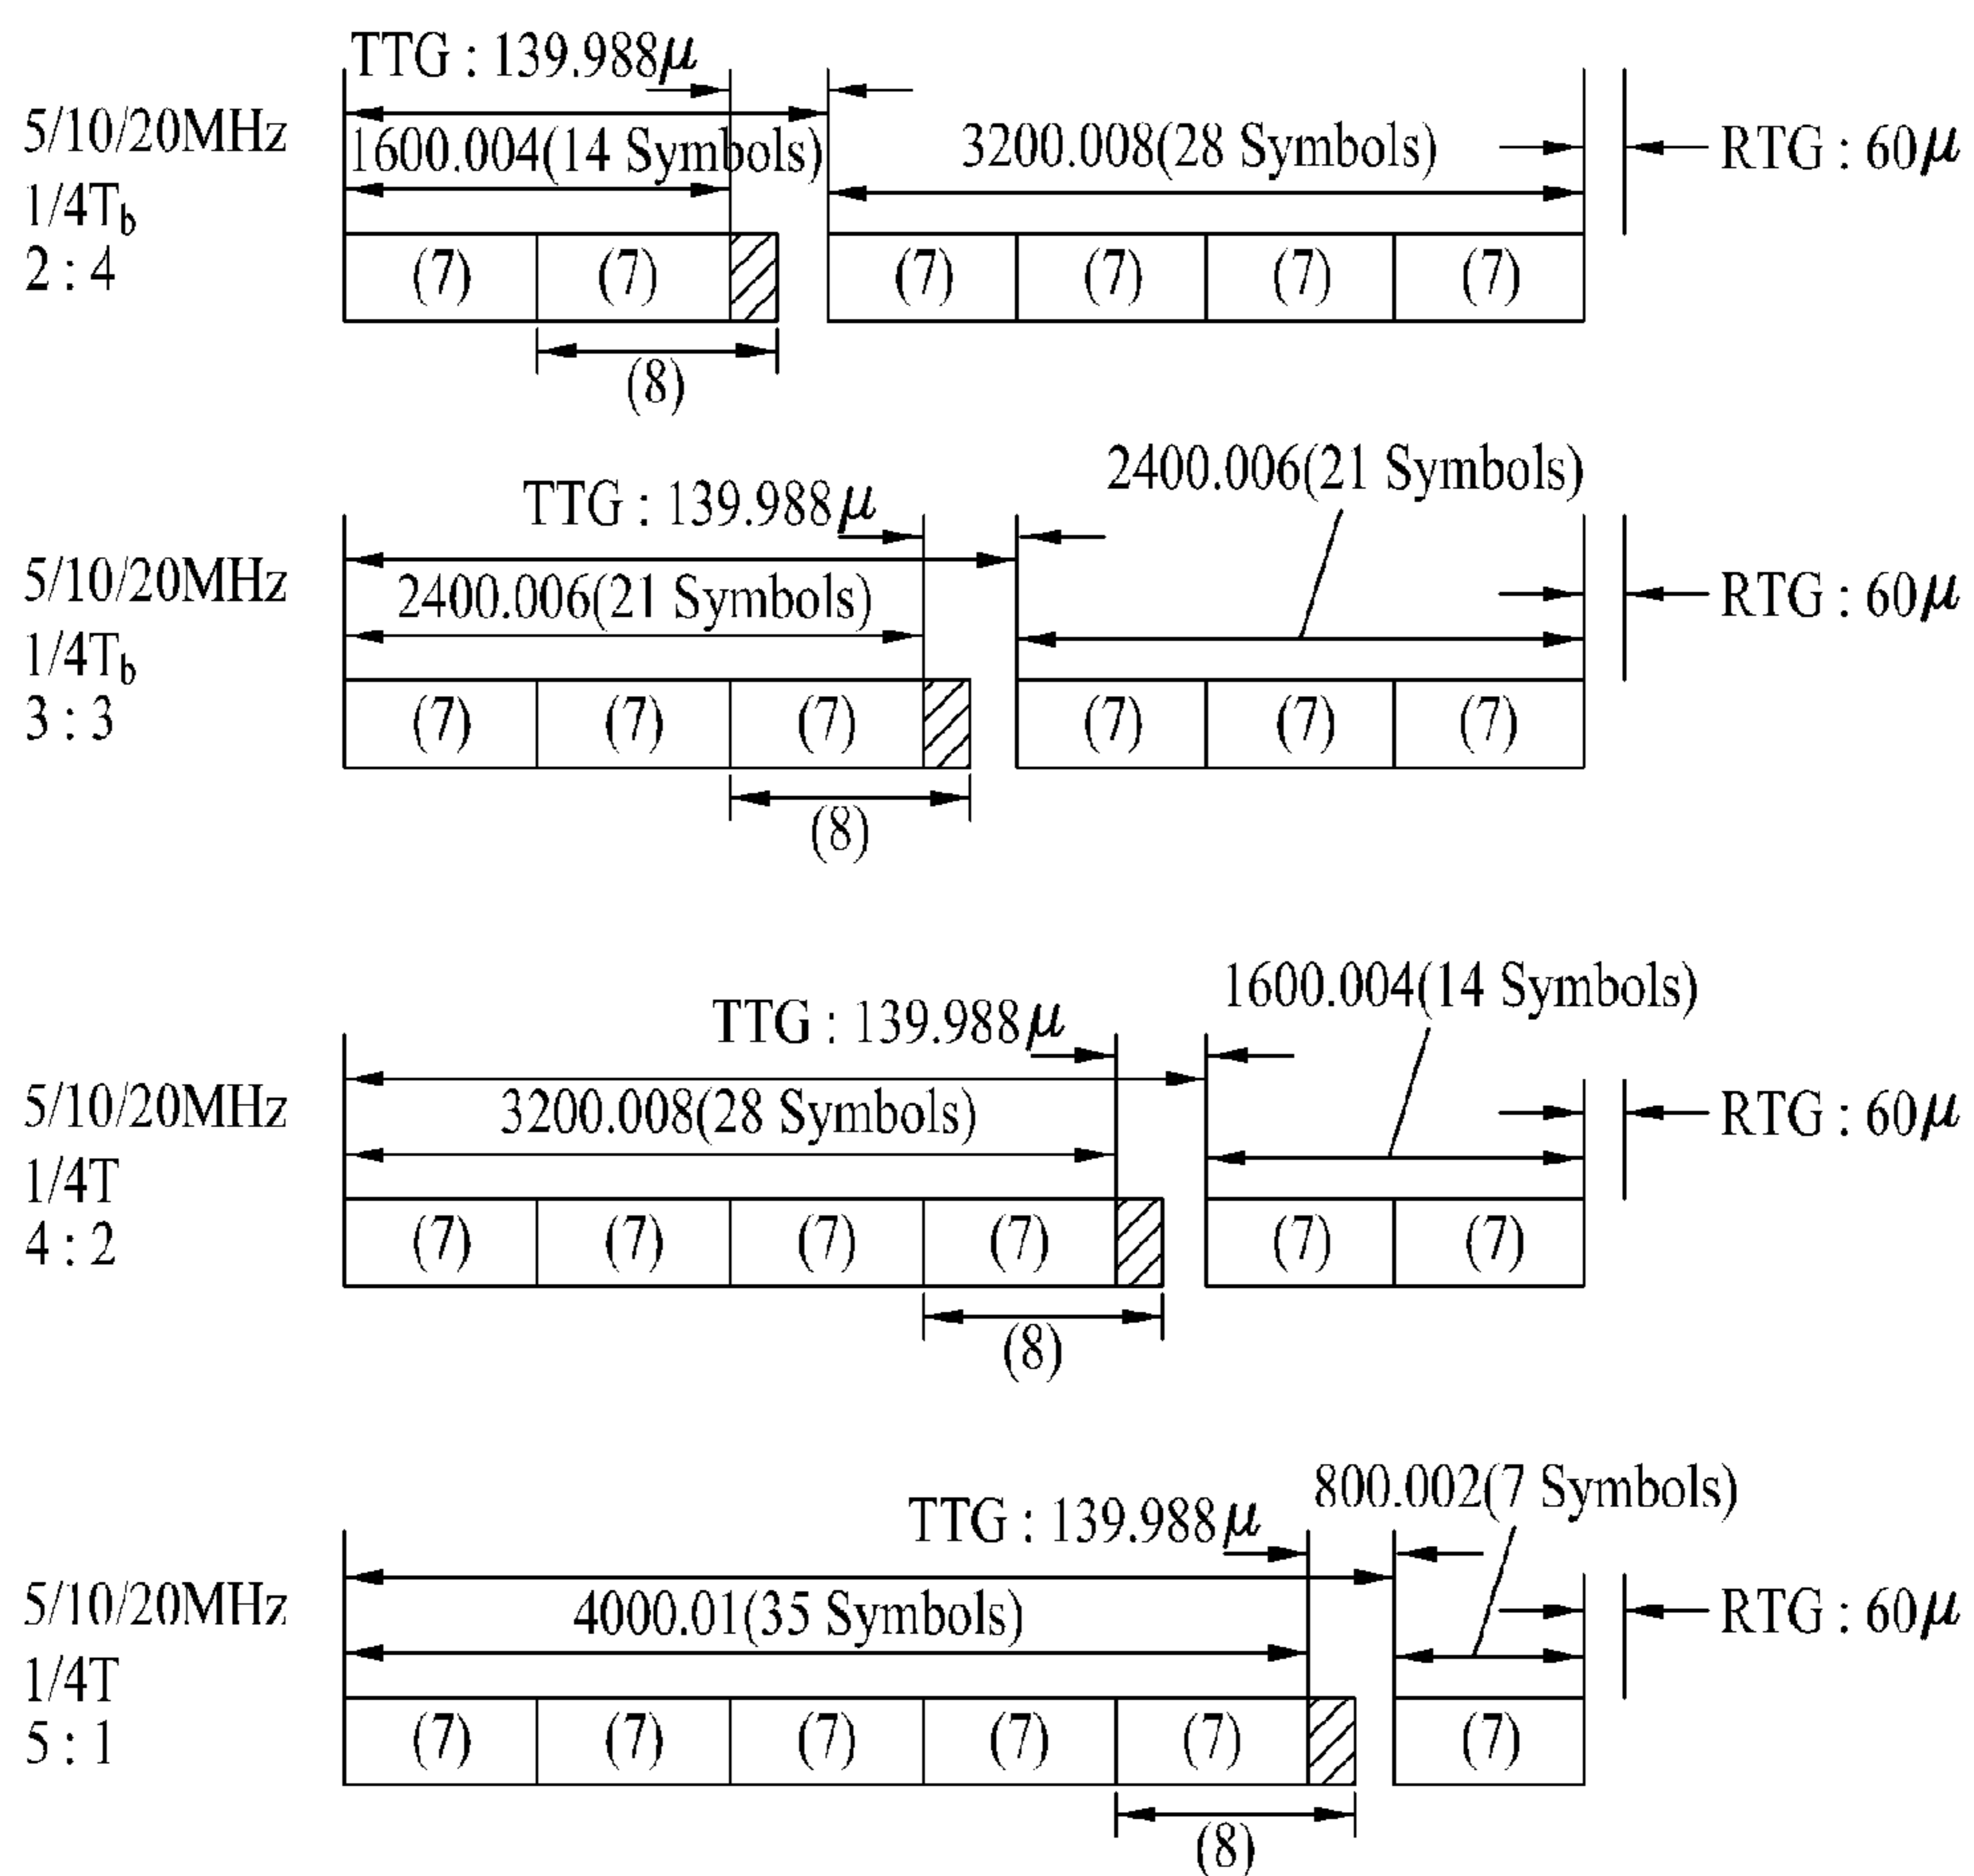 TTG : 139.988μ
5/10/20MHz
1/4Tb
2 : 4
1600.004(14 Symbols)
3200.008(28 Symbols)
RTG : 60μ
(7) (7) (7) (7) (7) (7)
(8)
TTG : 139.988μ
2400.006(21 Symbols)
5/10/20MHz
1/4Tb
3 : 3
2400.006(21 Symbols)
RTG : 60μ
(7) (7) (7) (7) (7) (7)
(8)
TTG : 139.988μ
1600.004(14 Symbols)
5/10/20MHz
1/4T
4 : 2
3200.008(28 Symbols)
RTG : 60μ
(7) (7) (7) (7) (7) (7)
(8)
TTG : 139.988μ
800.002(7 Symbols)
5/10/20MHz
1/4T
5 : 1
4000.01(35 Symbols)
RTG : 60μ
(7) (7) (7) (7) (7) (7)
(8)